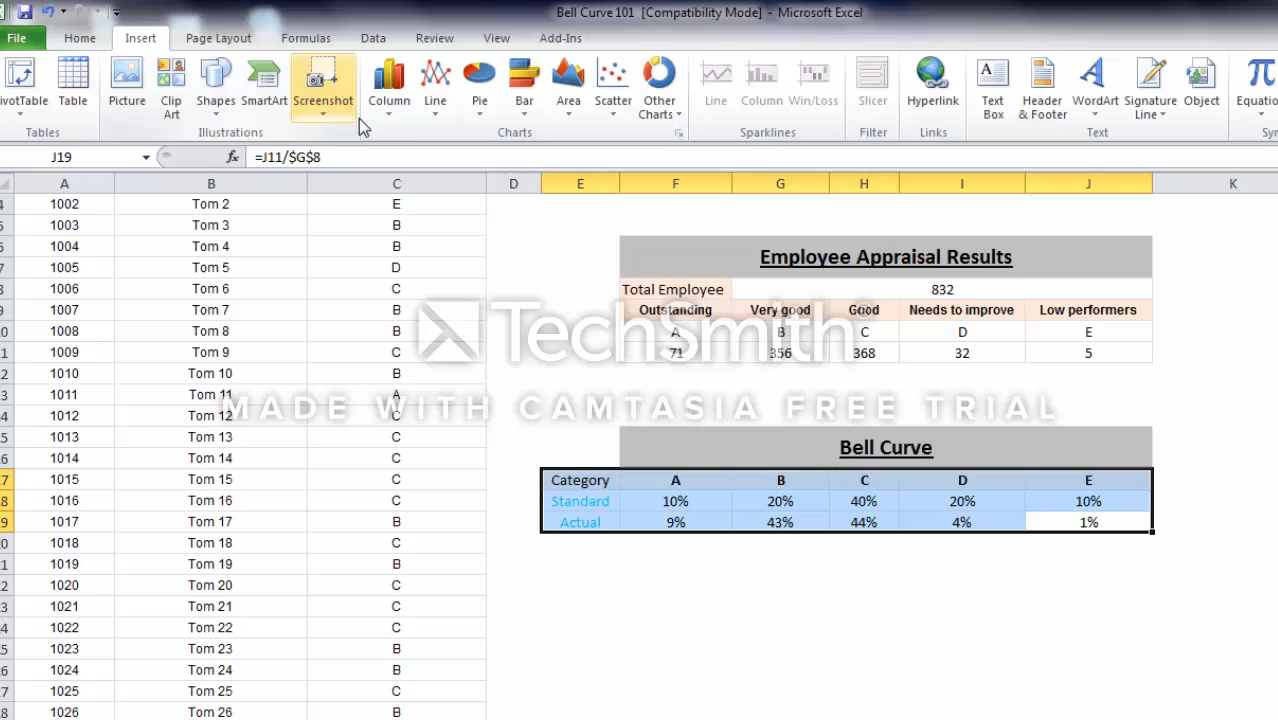 Bell Curve 101 [Compatibility Mode] - Microsoft Excel
File Home Insert Page Layout Formulas Data Review View Add-Ins
Table Picture Clip Art Shapes SmartArt Screenshot Column Line Pie Bar Area Scatter Other Charts Line Column Win/Loss Slicer Hyperlink Text Box Header & Footer WordArt Signature Line Object
Tables Illustrations Charts Sparklines Filter Links Text
J19 fx =J11/$G$8
A B C D E F G H I J K
1002 Tom 2 E
1003 Tom 3 B
1004 Tom 4 B
Employee Appraisal Results
1005 Tom 5 D
1006 Tom 6 C Total Employee 832
1007 Tom 7 B Outstanding Very good Good Needs to improve Low performers
1008 Tom 8 B A B C D E
1009 Tom 9 C 71 356 368 32 5
TechSmith
1010 Tom 10 B
1011 Tom 11 A
MADE WITH CAMTASIA FREE TRIAL
1012 Tom 12 C
1013 Tom 13 C
Bell Curve
1014 Tom 14 C
1015 Tom 15 C Category A B C D E
1016 Tom 16 C Standard 10% 20% 40% 20% 10%
1017 Tom 17 B Actual 9% 43% 44% 4% 1%
1018 Tom 18 C
1019 Tom 19 B
1020 Tom 20 C
1021 Tom 21 C
1022 Tom 22 C
1023 Tom 23 B
1024 Tom 24 B
1025 Tom 25 C
1026 Tom 26 B